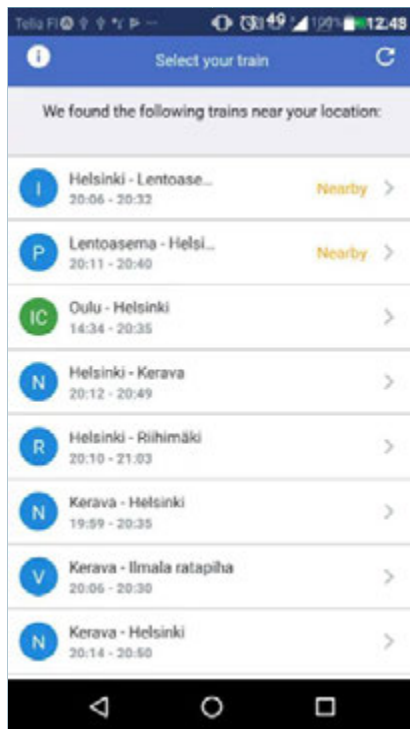 Telia FI 4G 12.48
Select your train
We found the following trains near your location:
I Helsinki - Lentoase... Nearby
20:06 - 20:32
P Lentoasema - Helsi... Nearby
20:11 - 20:40
IC Oulu - Helsinki
14:34 - 20:35
N Helsinki - Kerava
20:12 - 20:49
R Helsinki - Riihimäki
20:10 - 21:03
N Kerava - Helsinki
19:59 - 20:35
V Kerava - Ilmala ratapiha
20:06 - 20:30
N Kerava - Helsinki
20:14 - 20:50